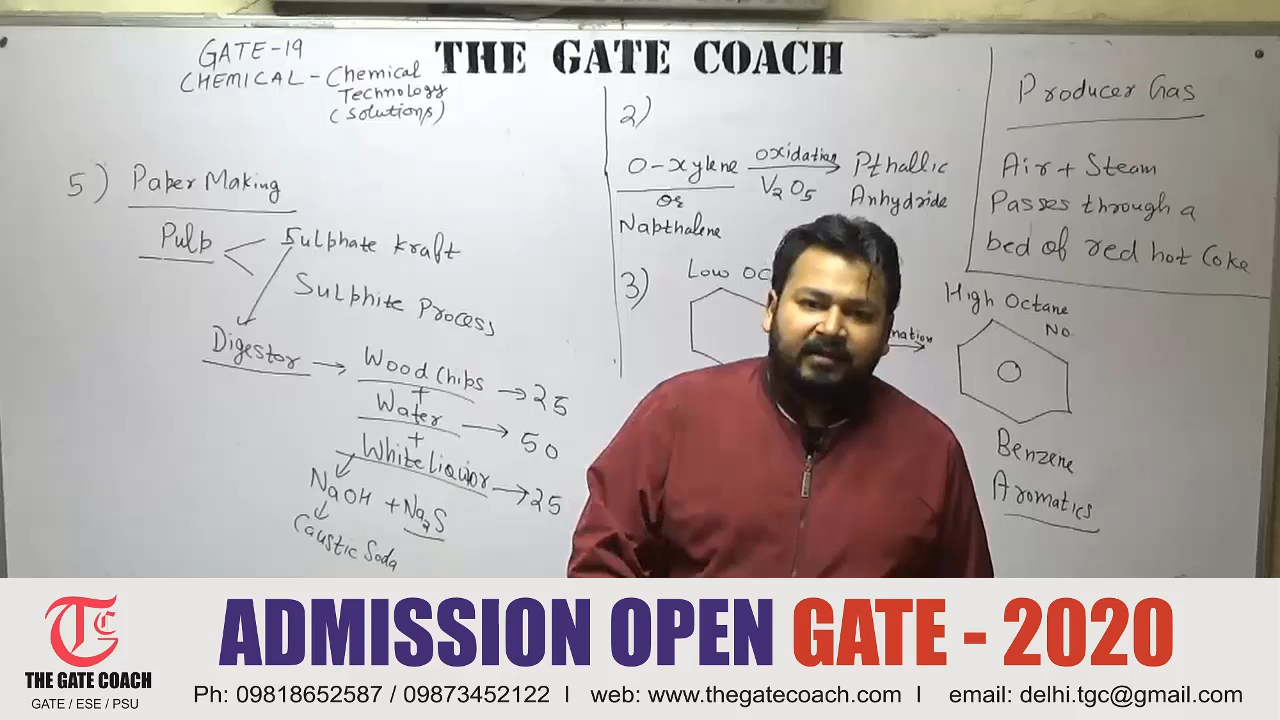 THE GATE COACH
GATE-19
CHEMICAL - Chemical
Technology
(Solutions)
5) Paper Making
Pulp
Sulphate Kraft
Sulphite Process
Digestor → Wood Chips → 25
+
Water → 50
+
White liquor → 25
NaOH + Na2S
Caustic Soda
2)
O-xylene Oxidation Pthallic
V2O5 Anhydride
Or
Napthalene
3) Low Oc
mation
High Octane
No
Benzene
Aromatics
Producer Gas
Air + Steam
Passes through a
bed of red hot Coke
TC
THE GATE COACH
GATE / ESE / PSU
ADMISSION OPEN GATE - 2020
Ph: 09818652587 / 09873452122 I web: www.thegatecoach.com I email: delhi.tgc@gmail.com